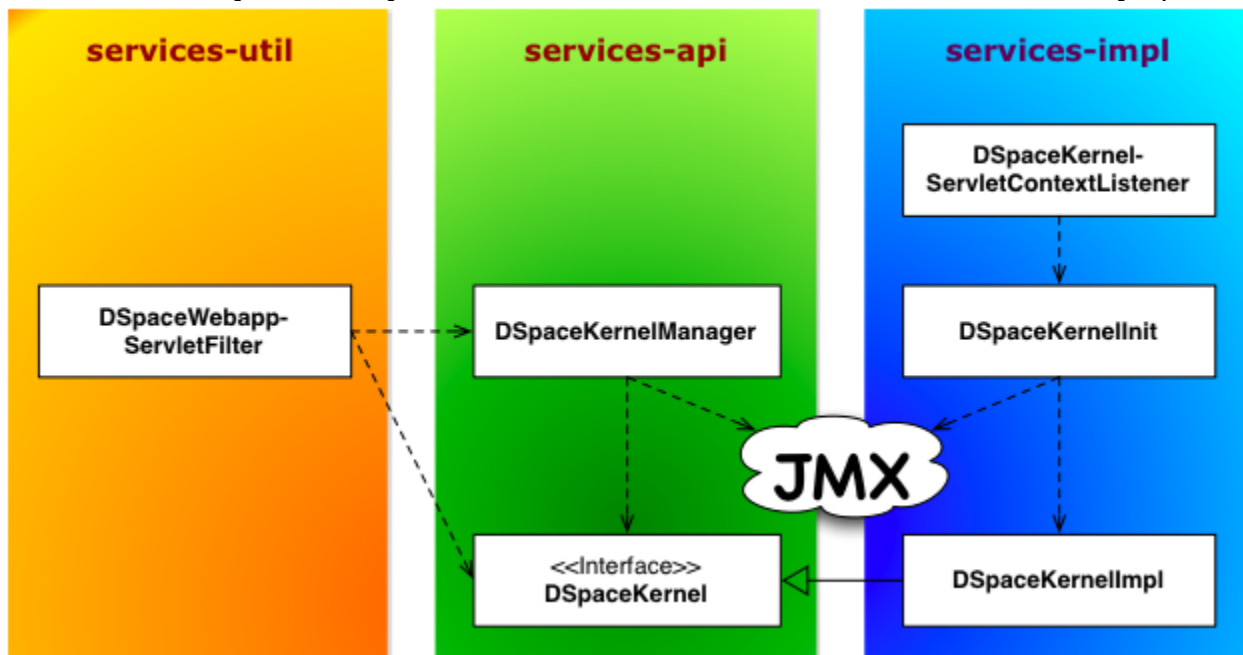 services-util
services-api
services-impl
DSpaceKernel-
ServletContextListener
DSpaceWebapp-
ServletFilter
DSpaceKernelManager
DSpaceKernelInit
JMX
<<Interface>>
DSpaceKernel
DSpaceKernelImpl